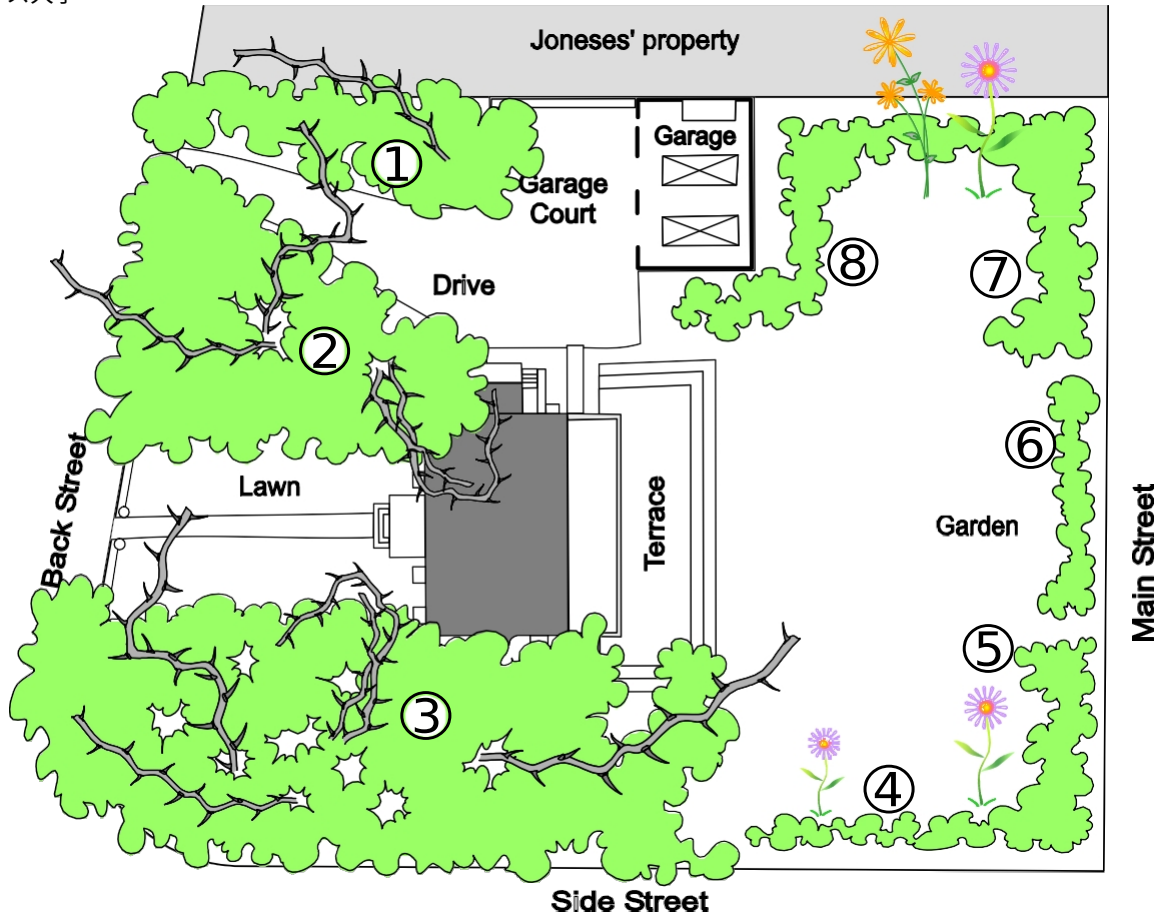 Joneses' property
Garage
①
Garage
Court
⑧
⑦
Drive
②
⑥
Lawn
Back Street
Terrace
Garden
Main Street
⑤
③
④
Side Street